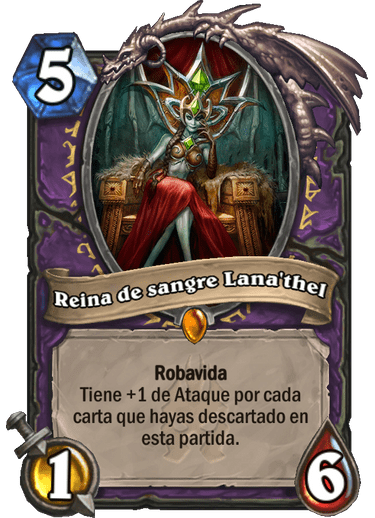 5
Reina de sangre Lana'thel
Robavida
Tiene +1 de Ataque por cada
carta que hayas descartado en
esta partida.
1
6